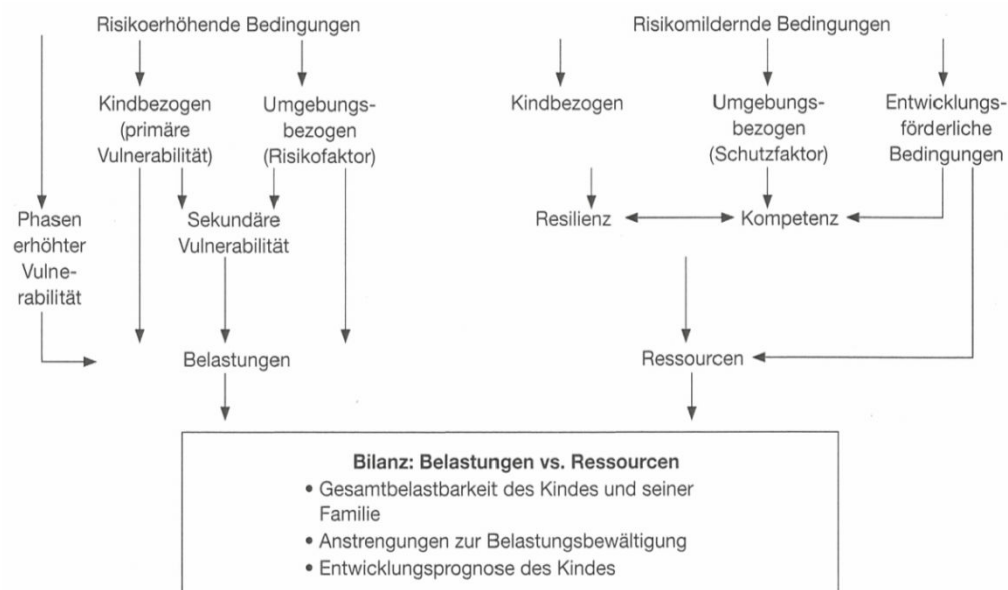 Risikoerhöhende Bedingungen
Risikomildernden Bedingungen
Kindbezogen
(primäre
Vulnerabilität)
Umgebungs-
bezogen
(Risikofaktor)
Kindbezogen
Umgebungs-
bezogen
(Schutzfaktor)
Entwicklungs-
förderliche
Bedingungen
Phasen
erhöhter
Vulne-
rabilität
Sekundäre
Vulnerabilität
Resilienz
Kompetenz
Belastungen
Ressourcen
Bilanz: Belastungen vs. Ressourcen
• Gesamtbelastbarkeit des Kindes und seiner
Familie
• Anstrengungen zur Belastungsbewältigung
• Entwicklungsprognose des Kindes